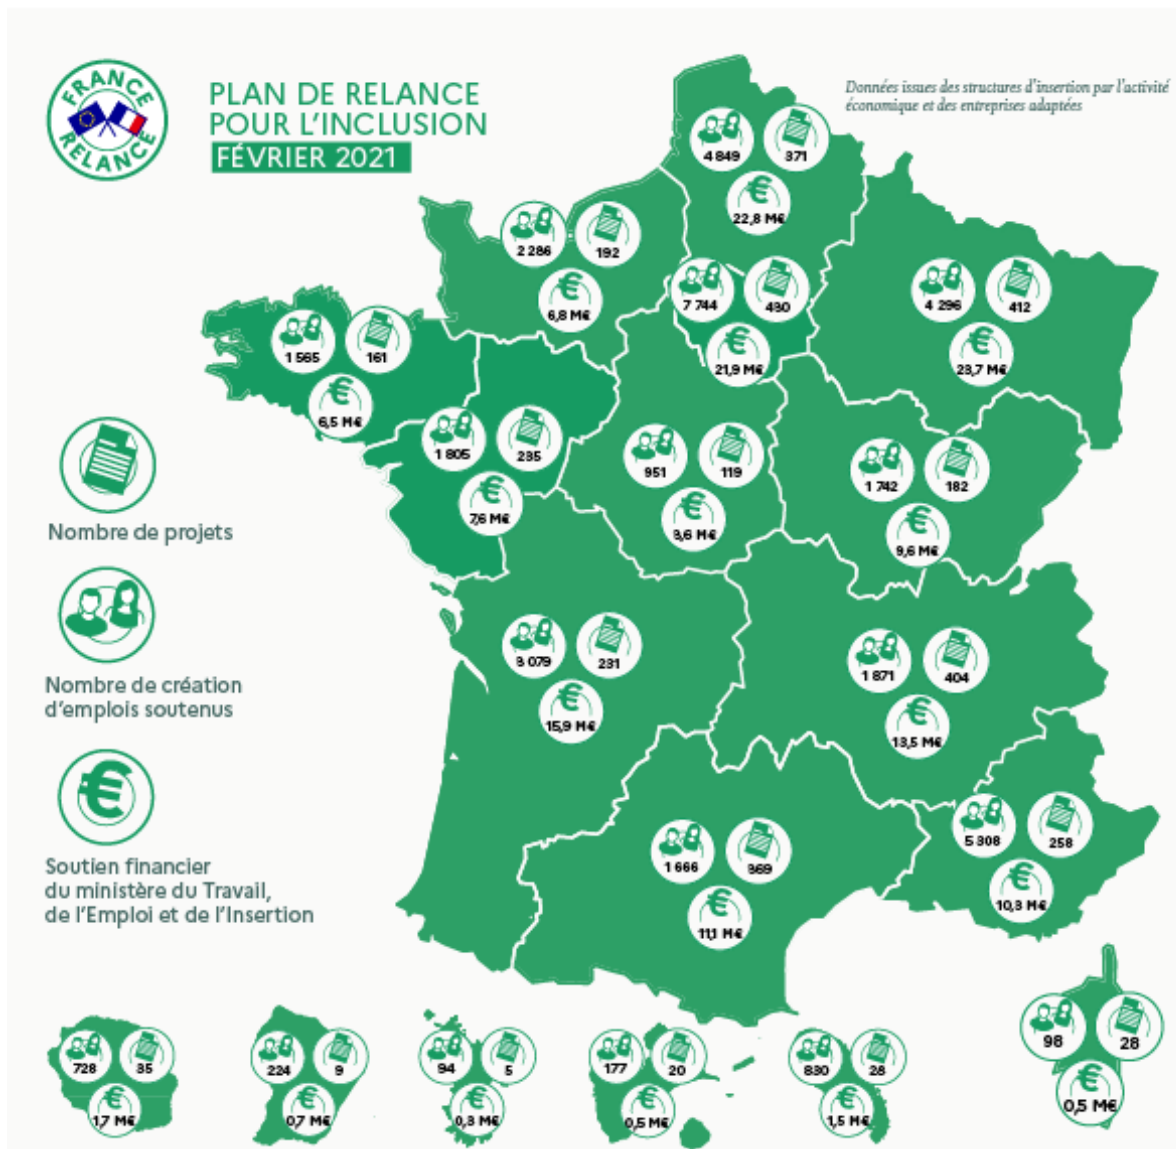 FRANCE
RELANCE
PLAN DE RELANCE
POUR L'INCLUSION
FÉVRIER 2021
Données issues des structures d'insertion par l'activité
économique et des entreprises adaptées
4 849
371
22,8 M€
2 286
192
6,8 M€
7 744
430
21,9 M€
4 296
412
23,7 M€
1 565
161
6,5 M€
1 805
235
7,6 M€
951
119
3,6 M€
1 742
182
9,6 M€
Nombre de projets
Nombre de création
d'emplois soutenus
Soutien financier
du ministère du Travail,
de l'Emploi et de l'Insertion
3 079
231
15,9 M€
1 871
404
13,5 M€
1 666
369
11,1 M€
5 308
258
10,3 M€
728
35
1,7 M€
224
9
0,7 M€
94
5
0,3 M€
177
20
0,5 M€
830
28
1,5 M€
98
28
0,5 M€